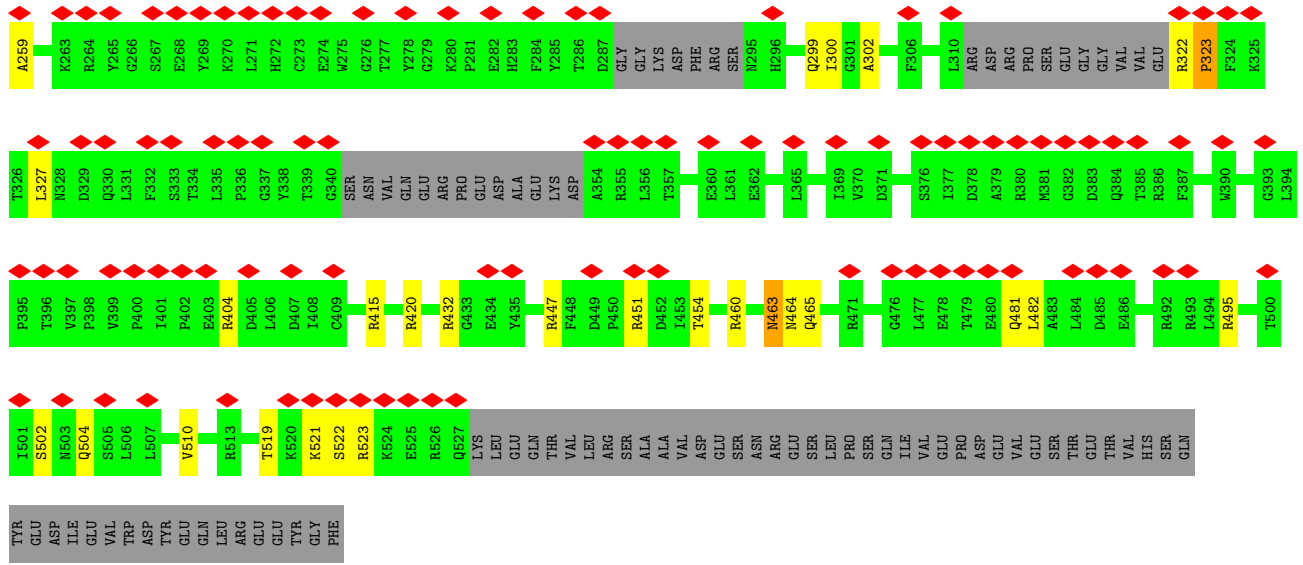 A259 K263 R264 Y265 G266 S267 E268 Y269 K270 L271 H272 C273 E274 W275 G276 T277 Y278 G279 K280 P281 E282 H283 F284 Y285 T286 D287 GLY GLY LYS ASP PHE ARG SER N295 H296 Q299 I300 G301 A302 F306 L310 ARG ASP ARG PRO SER GLU GLY GLY VAL VAL GLU R322 P323 F324 K325
T326 L327 N328 D329 Q330 L331 F332 S333 T334 L335 P336 G337 Y338 T339 G340 SER ASN VAL GLN GLU ARG PRO GLU ASP ALA GLU LYS ASP A354 R355 L356 T357 E360 L361 E362 L365 I369 V370 D371 S376 I377 D378 A379 R380 M381 G382 D383 Q384 T385 R386 F387 W390 G393 L394
P395 T396 V397 P398 V399 P400 I401 P402 E403 R404 D405 L406 D407 I408 C409 R415 R420 R432 G433 E434 Y435 R447 F448 D449 P450 R451 D452 I453 T454 R460 N463 N464 Q465 R471 G476 L477 E478 T479 E480 Q481 L482 A483 L484 D485 E486 R492 R493 L494 R495 T500
I501 S502 N503 Q504 S505 L506 L507 V510 R513 T519 K520 K521 S522 R523 K524 E525 R526 Q527 LYS LEU GLU GLN THR VAL LEU ARG SER ALA ALA VAL ASP GLU SER ASN ARG GLU SER LEU PRO SER GLN ILE VAL GLU PRO ASP GLU VAL GLU SER THR GLU THR VAL HIS SER GLN
TYR GLU ASP ILE GLU VAL TRP ASP TYR GLU GLN LEU ARG GLU GLU TYR GLY PHE